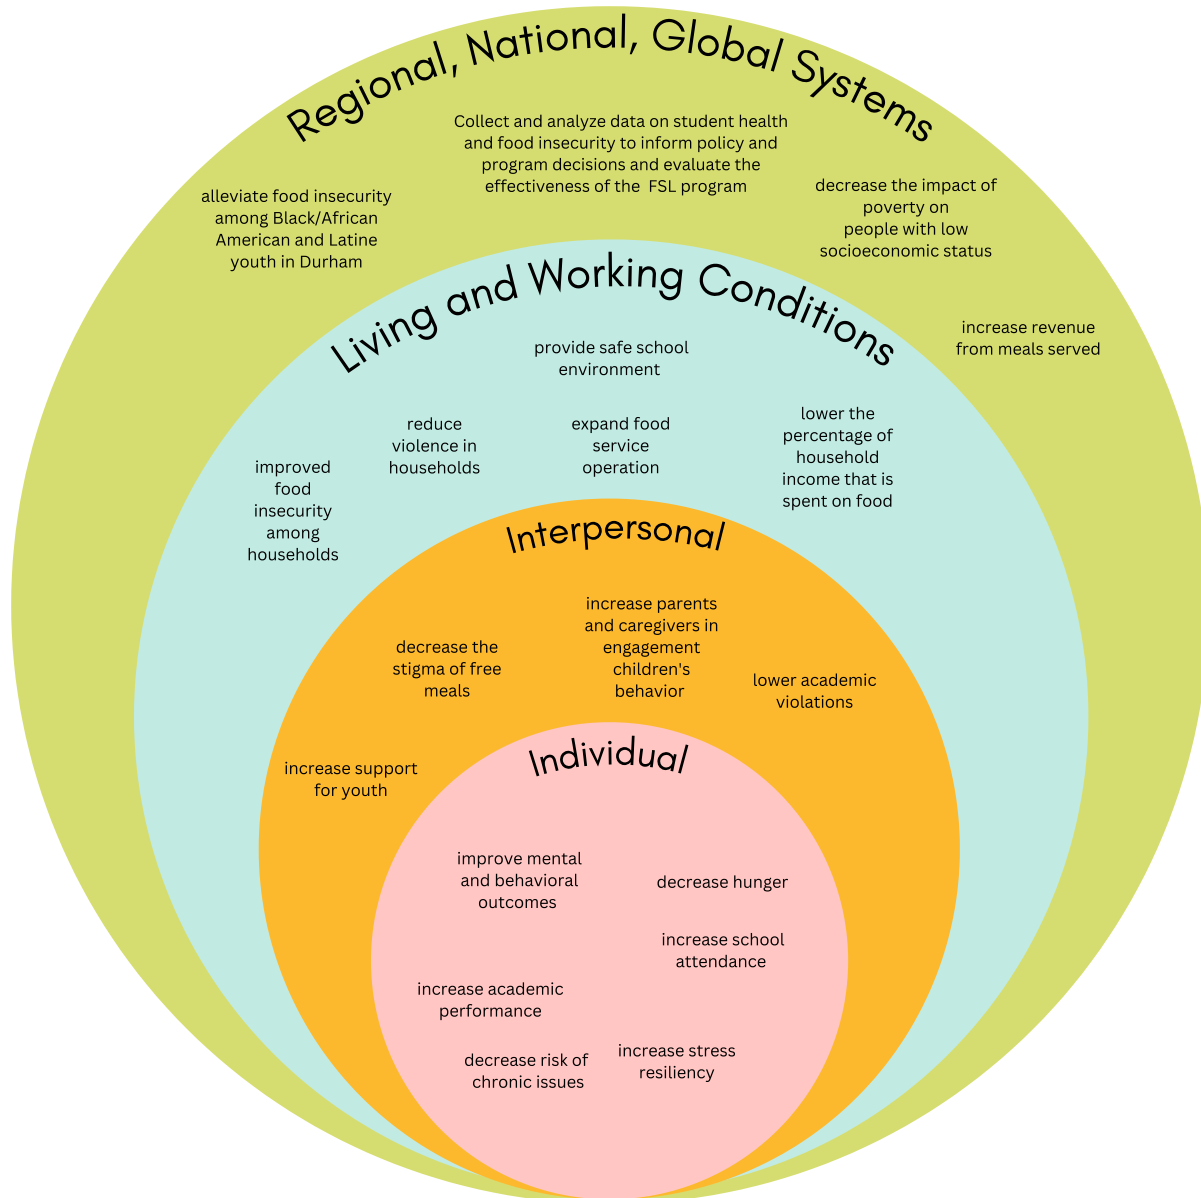 Regional, National, Global Systems
Collect and analyze data on student health
and food insecurity to inform policy and
program decisions and evaluate the
effectiveness of the FSL program
alleviate food insecurity
among Black/African
American and Latine
youth in Durham
decrease the impact of
poverty on
people with low
socioeconomic status
increase revenue
from meals served
Living and Working Conditions
provide safe school
environment
improved
food
insecurity
among
households
reduce
violence in
households
expand food
service
operation
lower the
percentage of
household
income that is
spent on food
Interpersonal
increase support
for youth
decrease the
stigma of free
meals
increase parents
and caregivers in
engagement
children's
behavior
lower academic
violations
Individual
improve mental
and behavioral
outcomes
decrease hunger
increase school
attendance
increase academic
performance
decrease risk of
chronic issues
increase stress
resiliency